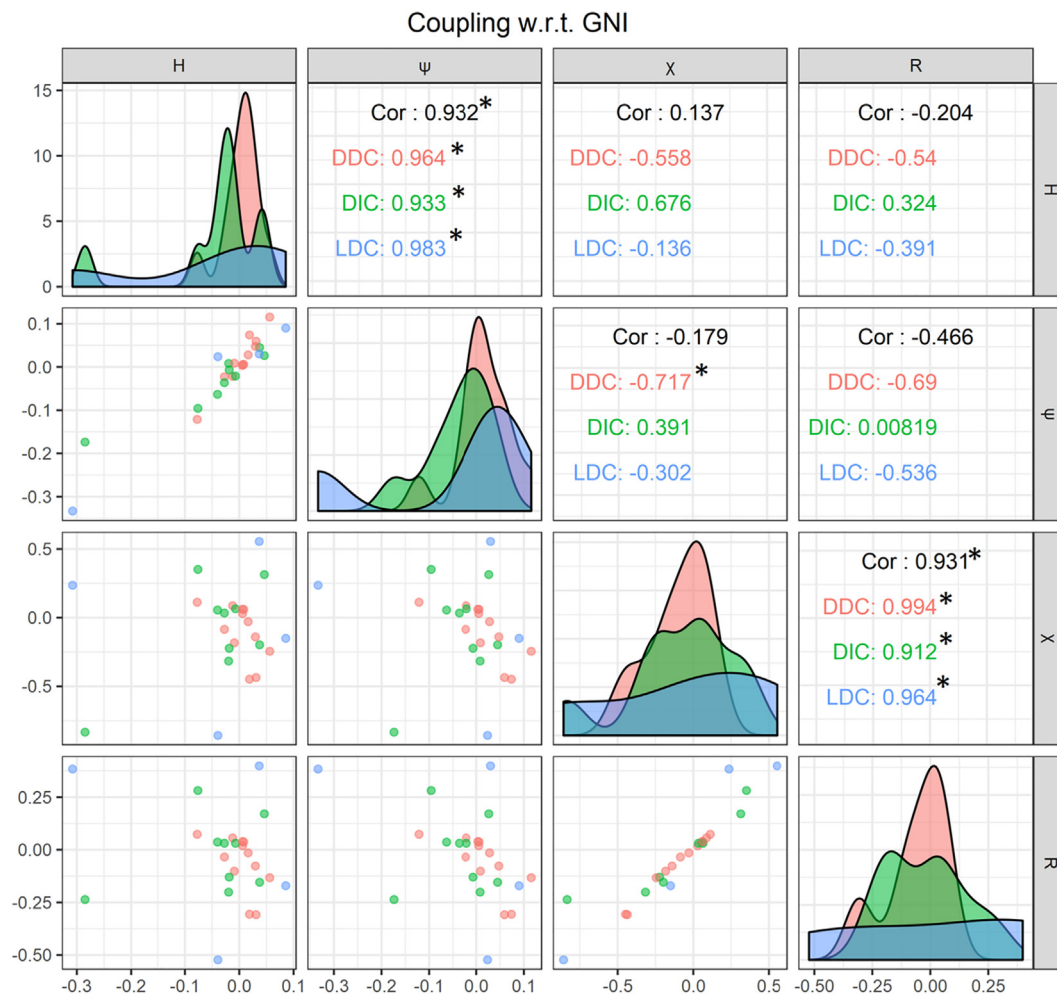 Coupling w.r.t. GNI
H ψ χ R
15
10
5
0
Cor : 0.932*
DDC: 0.964 *
DIC: 0.933 *
LDC: 0.983 *
Cor : 0.137
DDC: -0.558
DIC: 0.676
LDC: -0.136
Cor : -0.204
DDC: -0.54
DIC: 0.324
LDC: -0.391
H
0.1
0.0
-0.1
-0.2
-0.3
Cor : -0.179
DDC: -0.717 *
DIC: 0.391
LDC: -0.302
Cor : -0.466
DDC: -0.69
DIC: 0.00819
LDC: -0.536
ψ
0.5
0.0
-0.5
Cor : 0.931*
DDC: 0.994*
DIC: 0.912*
LDC: 0.964*
χ
0.25
0.00
-0.25
-0.50
R
-0.3 -0.2 -0.1 0.0 0.1
-0.3 -0.2 -0.1 0.0 0.1
-0.5 0.0 0.5
-0.50 -0.25 0.00 0.25